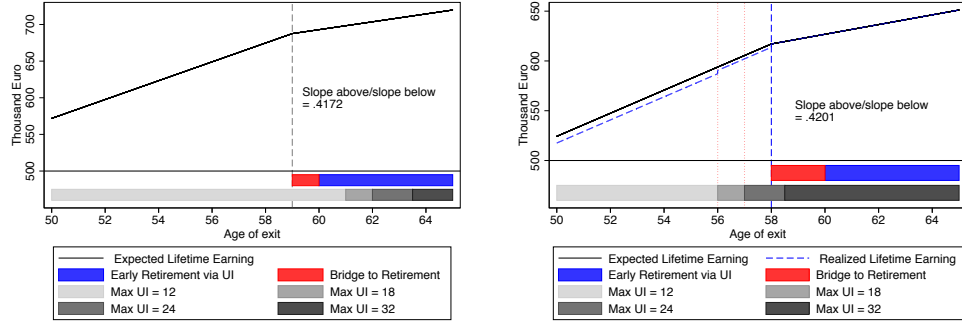 700
650
600
550
500
Thousand Euro
Slope above/slope below
= .4172
50 52 54 56 58 60 62 64
Age of exit
Expected Lifetime Earning
Early Retirement via UI Bridge to Retirement
Max UI = 12 Max UI = 18
Max UI = 24 Max UI = 32
650
600
550
500
Thousand Euro
Slope above/slope below
= .4201
50 52 54 56 58 60 62 64
Age of exit
Expected Lifetime Earning Realized Lifetime Earning
Early Retirement via UI Bridge to Retirement
Max UI = 12 Max UI = 18
Max UI = 24 Max UI = 32